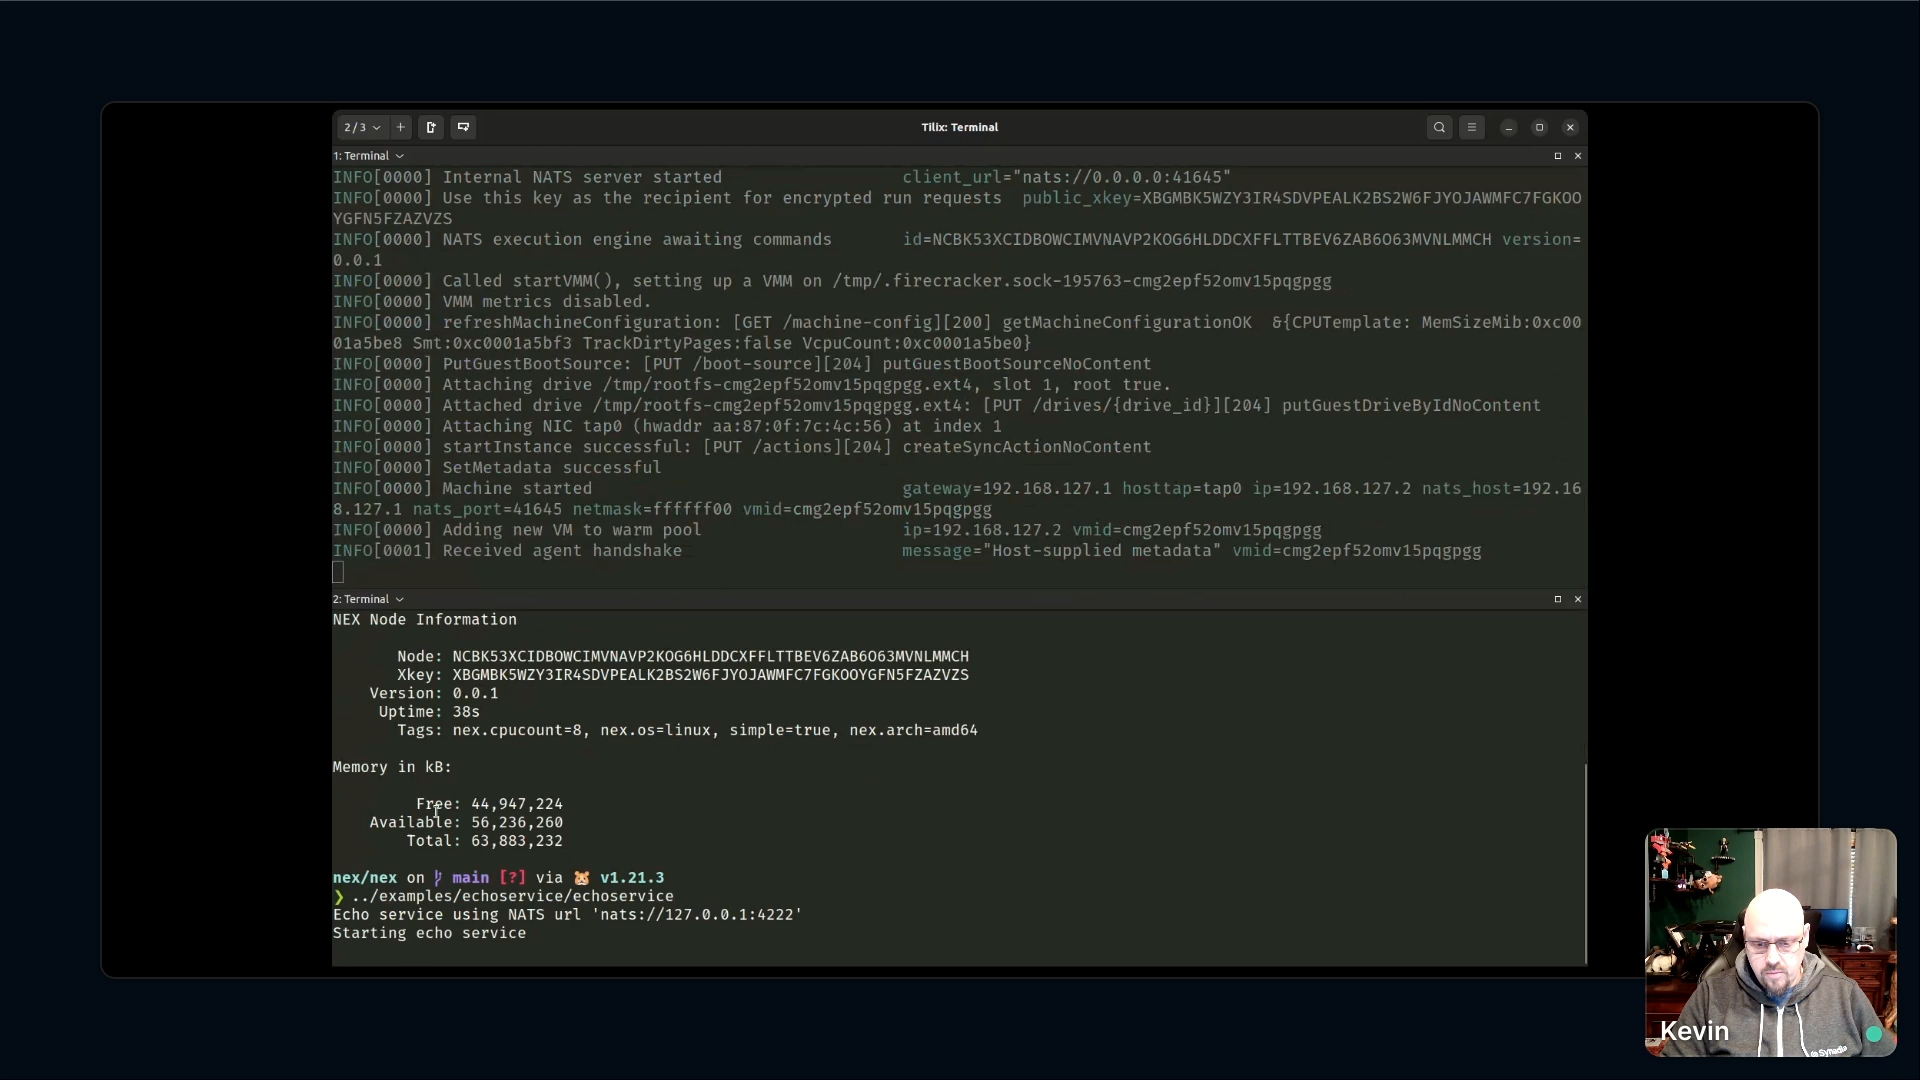 2/3
Tilix: Terminal
1: Terminal
INFO[0000] Internal NATS server started client_url="nats://0.0.0.0:41645"
INFO[0000] Use this key as the recipient for encrypted run requests public_xkey=XBGMBK5WZY3IR4SDVPEALK2BS2W6FJYOJAWMFC7FGKOO
YGFN5FZAZVZS
INFO[0000] NATS execution engine awaiting commands id=NCBK53XCIDBOWCIMVNAVP2KOG6HLDDCXFFLTTBEV6ZAB6O63MVNLMMCH version=
0.0.1
INFO[0000] Called startVMM(), setting up a VMM on /tmp/.firecracker.sock-195763-cmg2epf52omv15pqgpgg
INFO[0000] VMM metrics disabled.
INFO[0000] refreshMachineConfiguration: [GET /machine-config][200] getMachineConfigurationOK &{CPUTemplate: MemSizeMib:0xc00
01a5be8 Smt:0xc0001a5bf3 TrackDirtyPages:false VcpuCount:0xc0001a5be0}
INFO[0000] PutGuestBootSource: [PUT /boot-source][204] putGuestBootSourceNoContent
INFO[0000] Attaching drive /tmp/rootfs-cmg2epf52omv15pqgpgg.ext4, slot 1, root true.
INFO[0000] Attached drive /tmp/rootfs-cmg2epf52omv15pqgpgg.ext4: [PUT /drives/{drive_id}][204] putGuestDriveByIdNoContent
INFO[0000] Attaching NIC tap0 (hwaddr aa:87:0f:7c:4c:56) at index 1
INFO[0000] startInstance successful: [PUT /actions][204] createSyncActionNoContent
INFO[0000] SetMetadata successful
INFO[0000] Machine started gateway=192.168.127.1 hosttap=tap0 ip=192.168.127.2 nats_host=192.16
8.127.1 nats_port=41645 netmask=ffffff00 vmid=cmg2epf52omv15pqgpgg
INFO[0000] Adding new VM to warm pool ip=192.168.127.2 vmid=cmg2epf52omv15pqgpgg
INFO[0001] Received agent handshake message="Host-supplied metadata" vmid=cmg2epf52omv15pqgpgg
2: Terminal
NEX Node Information
Node: NCBK53XCIDBOWCIMVNAVP2KOG6HLDDCXFFLTTBEV6ZAB6O63MVNLMMCH
Xkey: XBGMBK5WZY3IR4SDVPEALK2BS2W6FJYOJAWMFC7FGKOOYGFN5FZAZVZS
Version: 0.0.1
Uptime: 38s
Tags: nex.cpucount=8, nex.os=linux, simple=true, nex.arch=amd64
Memory in kB:
Free: 44,947,224
Available: 56,236,260
Total: 63,883,232
nex/nex on main [?] via 🐹 v1.21.3
❯ ../examples/echoservice/echoservice
Echo service using NATS url 'nats://127.0.0.1:4222'
Starting echo service
Kevin
Synadia